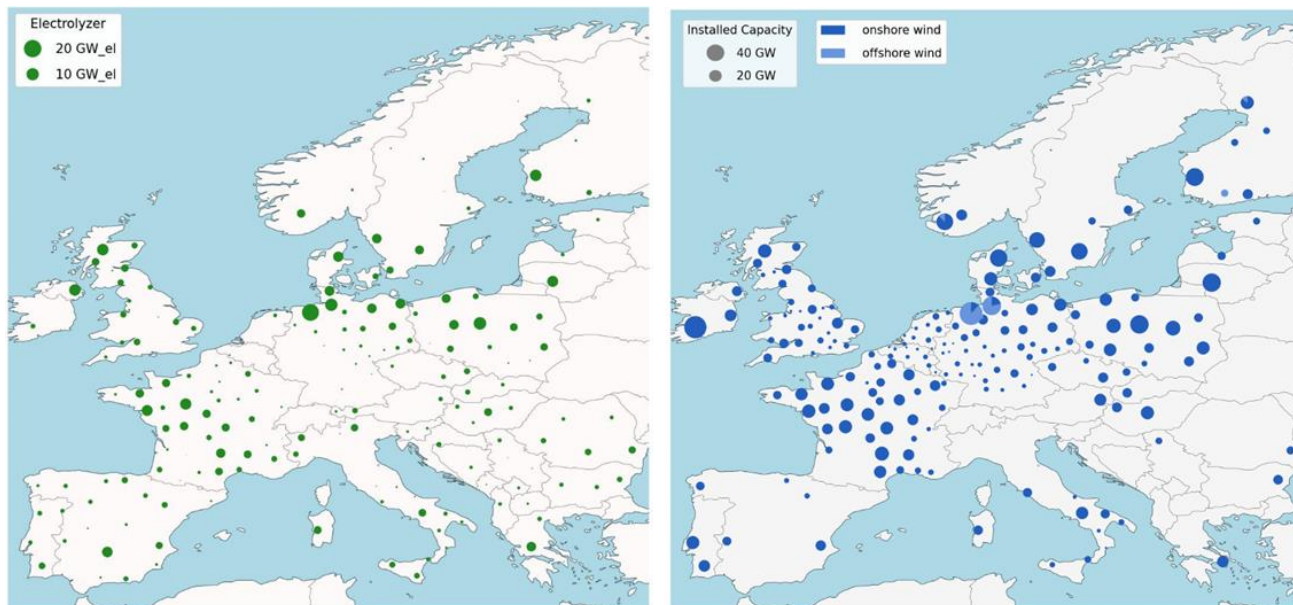 Electrolyzer
20 GW_el
10 GW_el
Installed Capacity
40 GW
20 GW
onshore wind
offshore wind